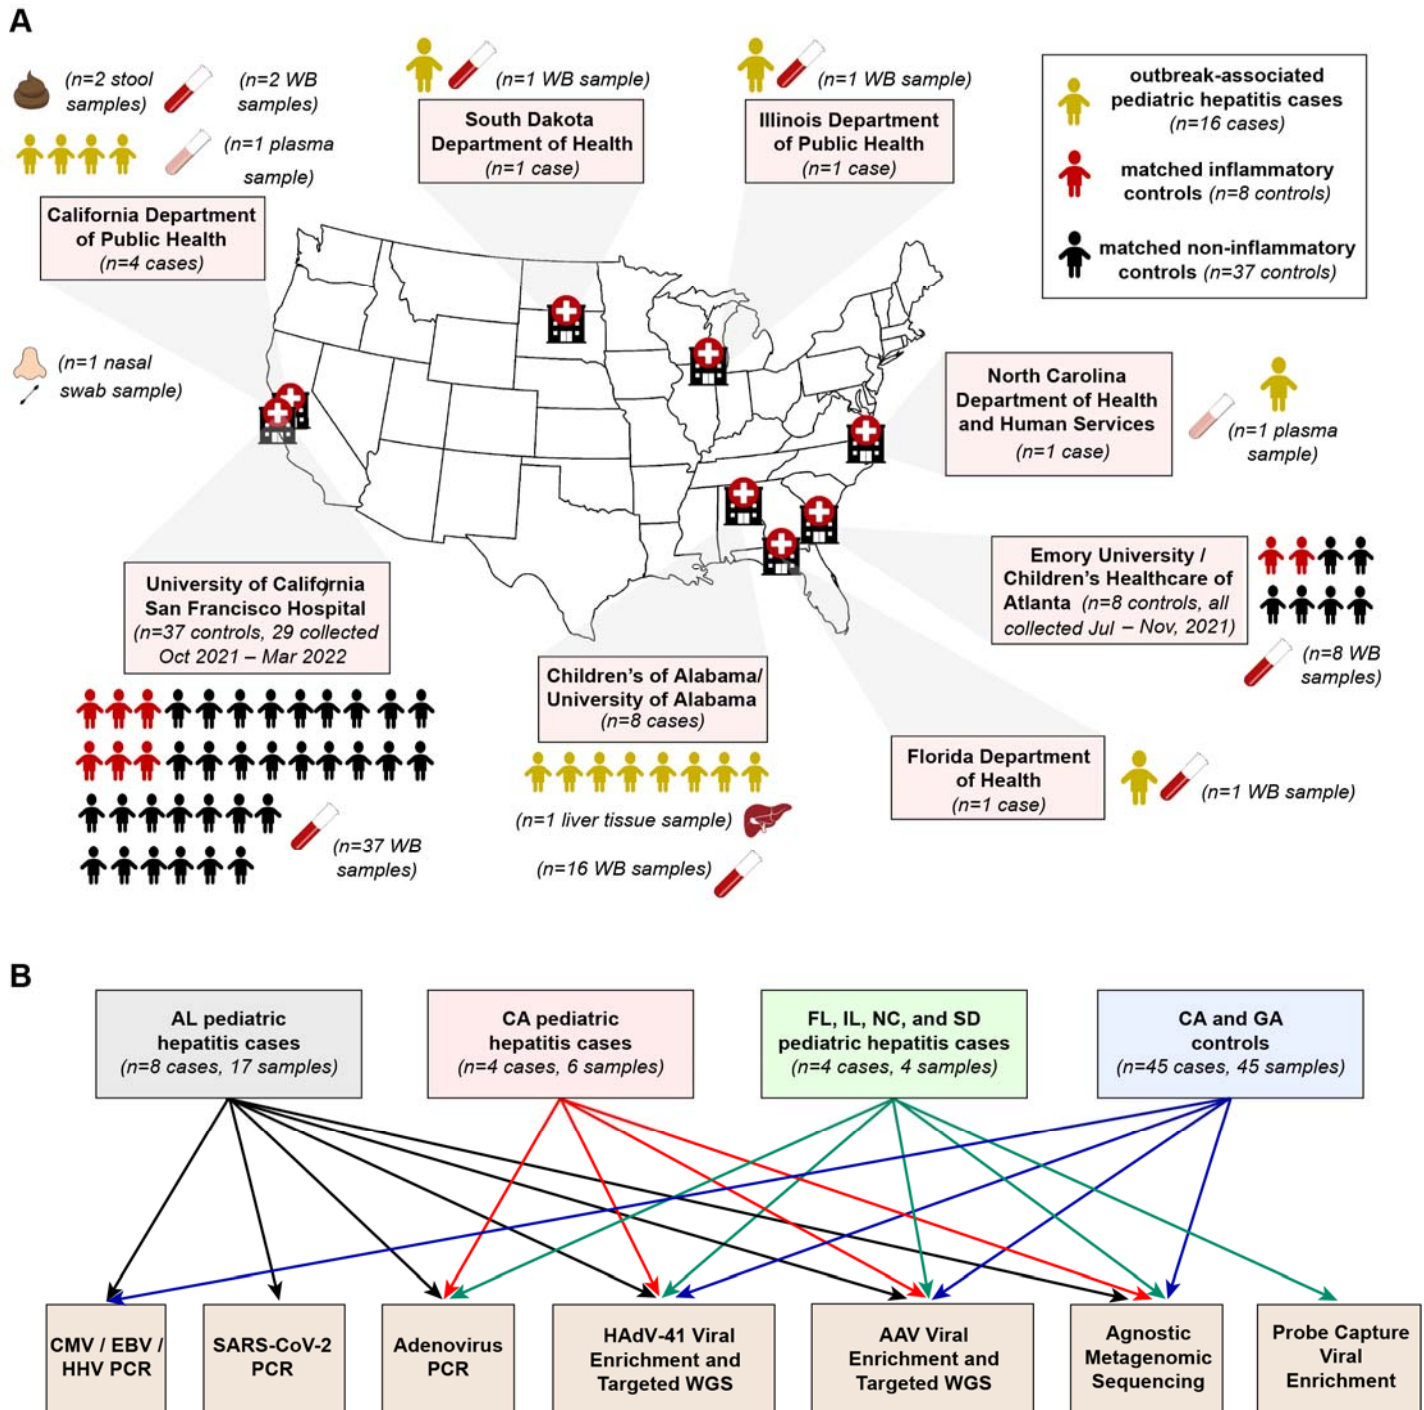 A
(n=2 stool
samples)
(n=2 WB
samples)
(n=1 plasma
sample)
California Department
of Public Health
(n=4 cases)
(n=1 nasal
swab sample)
(n=1 WB sample)
South Dakota
Department of Health
(n=1 case)
(n=1 WB sample)
Illinois Department
of Public Health
(n=1 case)
outbreak-associated
pediatric hepatitis cases
(n=16 cases)
matched inflammatory
controls (n=8 controls)
matched non-inflammatory
controls (n=37 controls)
North Carolina
Department of Health
and Human Services
(n=1 case)
(n=1 plasma
sample)
Emory University /
Children's Healthcare of
Atlanta (n=8 controls, all
collected Jul – Nov, 2021)
(n=8 WB
samples)
University of California
San Francisco Hospital
(n=37 controls, 29 collected
Oct 2021 – Mar 2022
(n=37 WB
samples)
Children's of Alabama/
University of Alabama
(n=8 cases)
(n=1 liver tissue sample)
(n=16 WB samples)
Florida Department
of Health
(n=1 case)
(n=1 WB sample)
B
AL pediatric
hepatitis cases
(n=8 cases, 17 samples)
CA pediatric
hepatitis cases
(n=4 cases, 6 samples)
FL, IL, NC, and SD
pediatric hepatitis cases
(n=4 cases, 4 samples)
CA and GA
controls
(n=45 cases, 45 samples)
CMV / EBV /
HHV PCR
SARS-CoV-2
PCR
Adenovirus
PCR
HAdV-41 Viral
Enrichment and
Targeted WGS
AAV Viral
Enrichment and
Targeted WGS
Agnostic
Metagenomic
Sequencing
Probe Capture
Viral
Enrichment